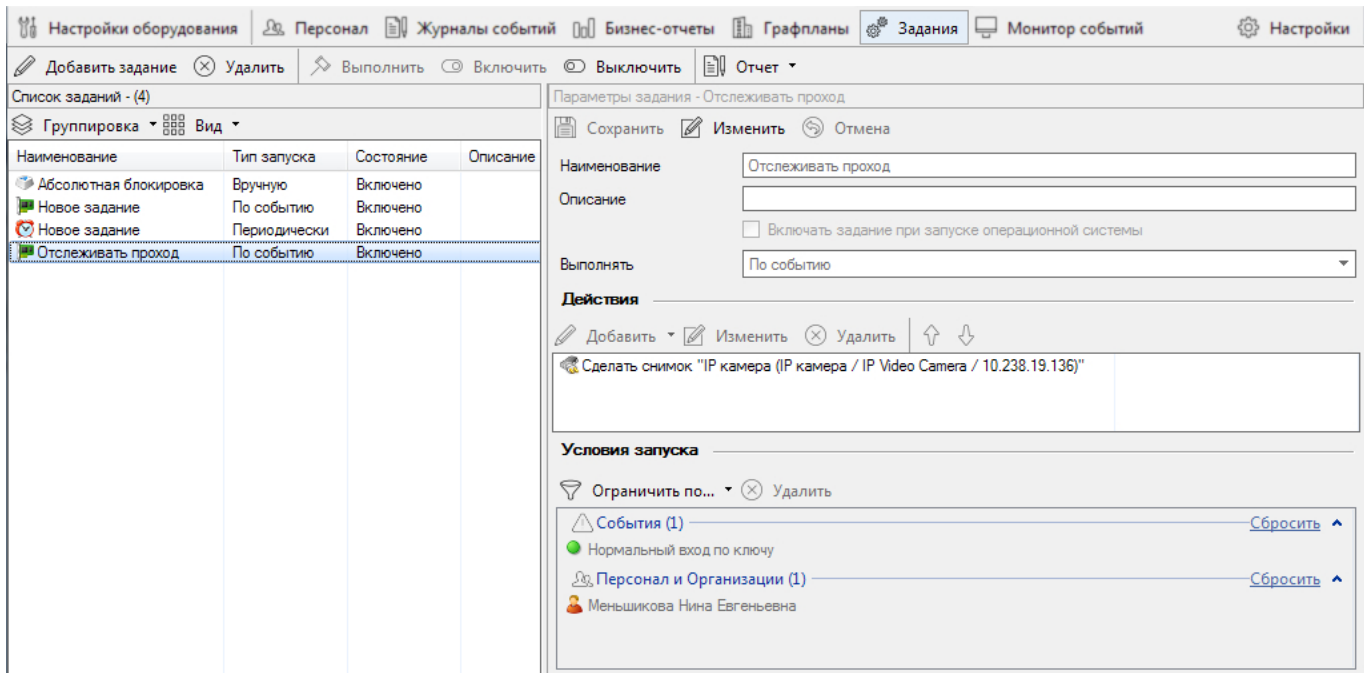 Настройки оборудования Персонал Журналы событий Бизнес-отчеты Графпланы Задания Монитор событий Настройки
Добавить задание Удалить Выполнить Включить Выключить Отчет
Список заданий - (4)
Группировка Вид
Наименование Тип запуска Состояние Описание
Абсолютная блокировка Вручную Включено
Новое задание По событию Включено
Новое задание Периодически Включено
Отслеживать проход По событию Включено
Параметры задания - Отслеживать проход
Сохранить Изменить Отмена
Наименование Отслеживать проход
Описание
Включать задание при запуске операционной системы
Выполнять По событию
Действия
Добавить Изменить Удалить
Сделать снимок "IP камера (IP камера / IP Video Camera / 10.238.19.136)"
Условия запуска
Ограничить по... Удалить
События (1) Сбросить
Нормальный вход по ключу
Персонал и Организации (1) Сбросить
Меньшикова Нина Евгеньевна